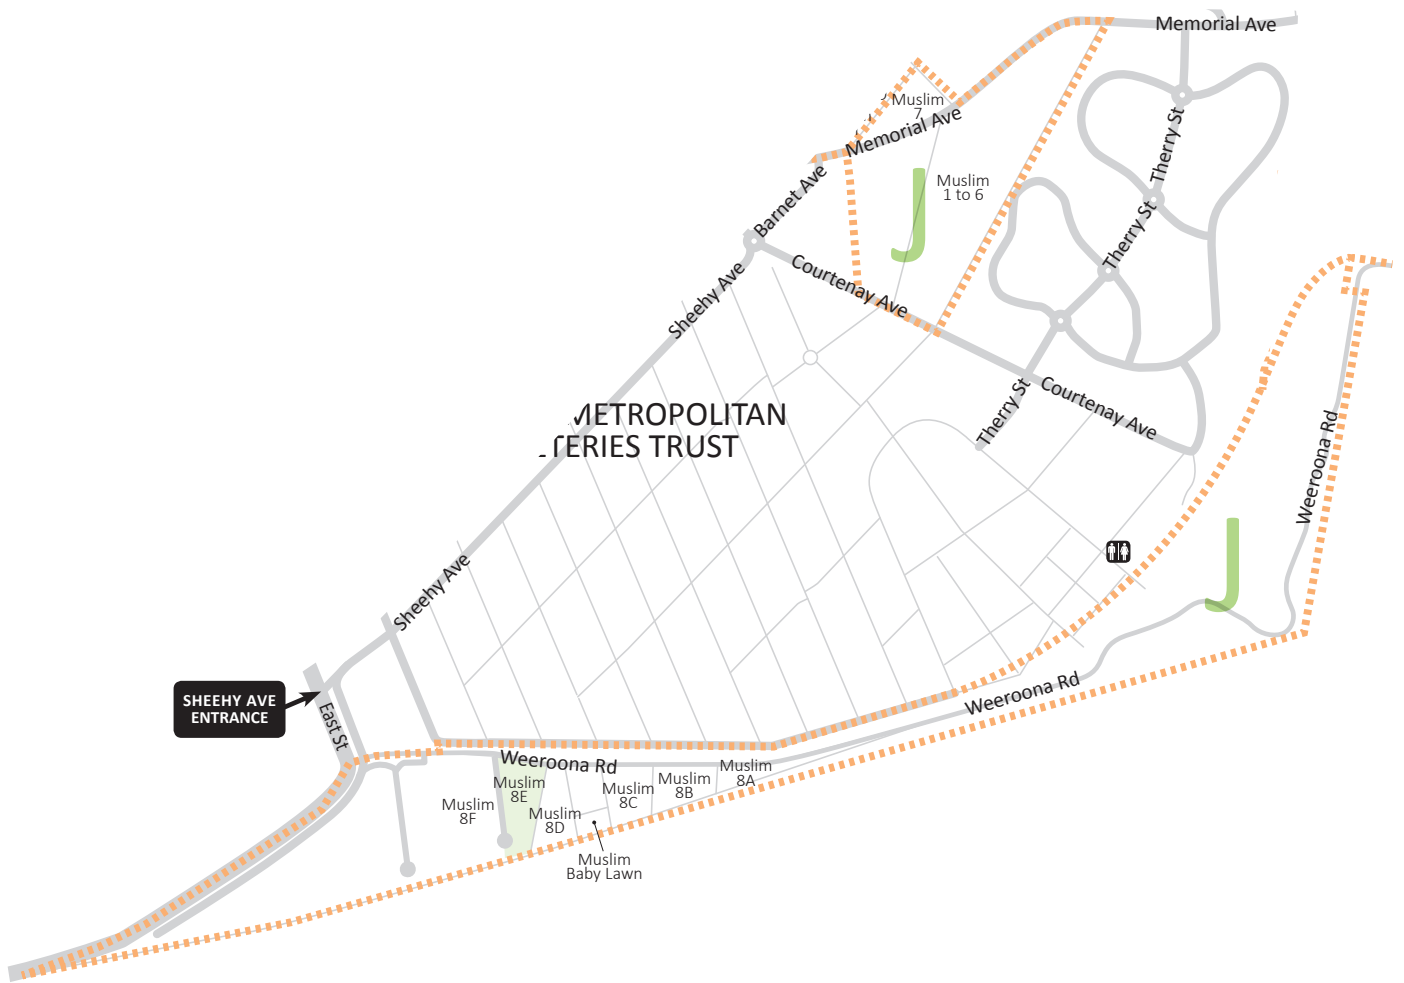 Memorial Ave
Muslim
7
Memorial Ave
Therry St
Muslim
1 to 6
J
Barnet Ave
Therry St
Courtenay Ave
Sheehy Ave
Courtenay Ave
Therry St
METROPOLITAN
TERIES TRUST
Weeroona Rd
J
Sheehy Ave
SHEEHY AVE
ENTRANCE
East St
Weeroona Rd
Weeroona Rd
Muslim
8A
Muslim
8B
Muslim
8C
Muslim
8E
Muslim
8D
Muslim
8F
Muslim
Baby Lawn